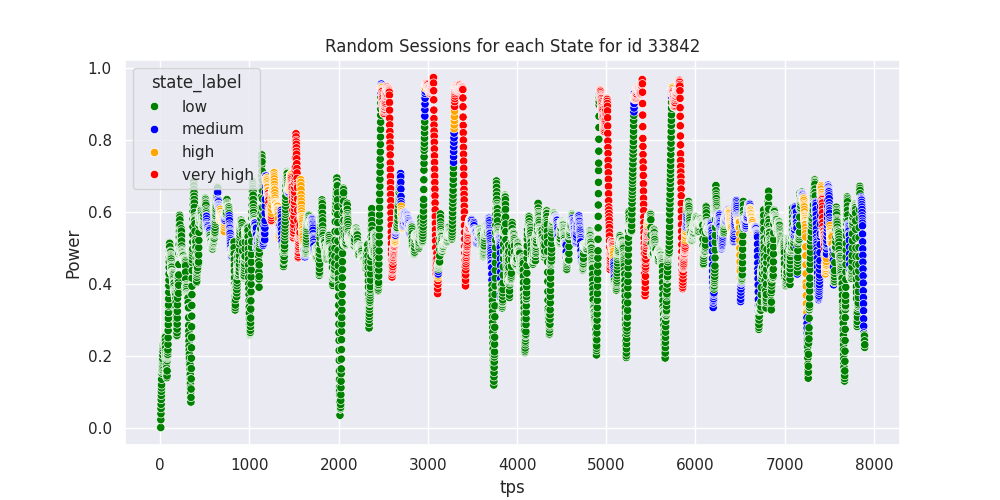 Random Sessions for each State for id 33842
1.0
0.8
0.6
0.4
0.2
0.0
Power
state_label
low
medium
high
very high
0 1000 2000 3000 4000 5000 6000 7000 8000
tps